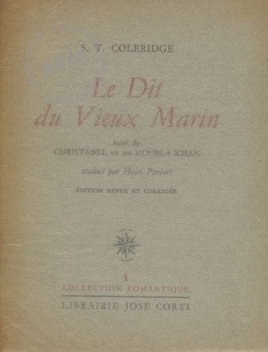 S. T. COLERIDGE
Le Dit
du Vieux Marin
suivi de
CHRISTABEL ET DE KOUBLA KHAN
traduit par Henri Parisot
ÉDITION REVUE ET CORRIGÉE
1
COLLECTION ROMANTIQUE
LIBRAIRIE JOSÉ CORTI